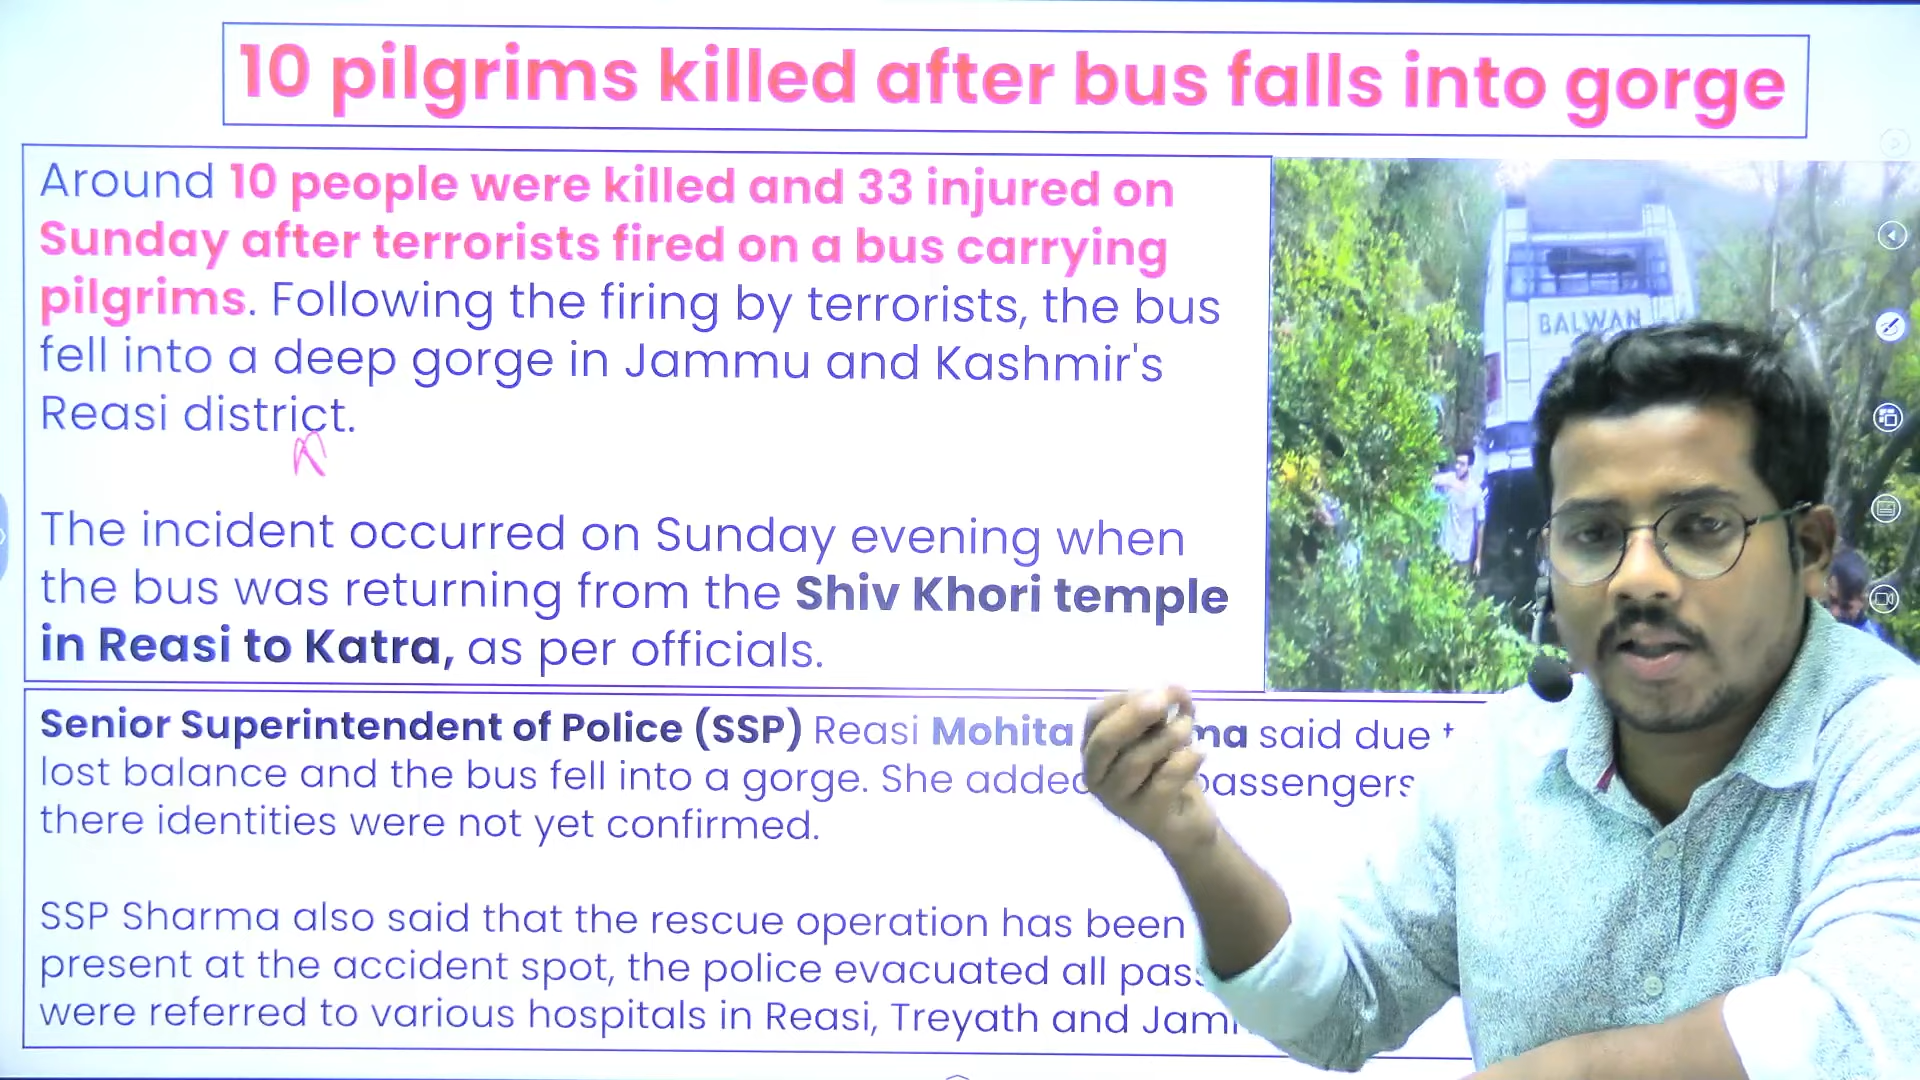 10 pilgrims killed after bus falls into gorge
Around 10 people were killed and 33 injured on
Sunday after terrorists fired on a bus carrying
pilgrims. Following the firing by terrorists, the bus
fell into a deep gorge in Jammu and Kashmir's
Reasi district.
The incident occurred on Sunday evening when
the bus was returning from the Shiv Khori temple
in Reasi to Katra, as per officials.
BALWAN
Senior Superintendent of Police (SSP) Reasi Mohita said due
lost balance and the bus fell into a gorge. She added passengers
there identities were not yet confirmed.
SSP Sharma also said that the rescue operation has been
present at the accident spot, the police evacuated all
were referred to various hospitals in Reasi, Treyath and